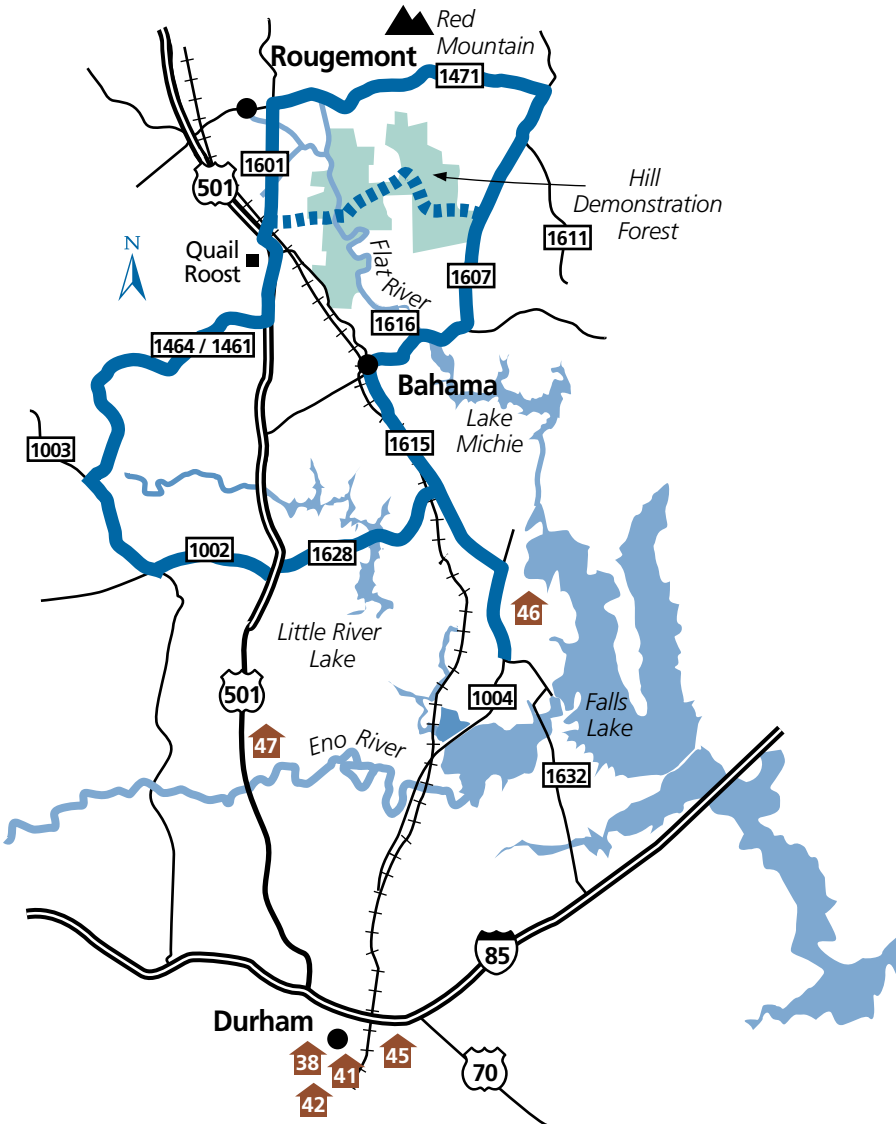 Red
Mountain
Rougemont
1471
1601
501
Hill
Demonstration
Forest
1611
N
Quail
Roost
Flat River
1607
1616
1464 / 1461
Bahama
Lake
Michie
1003
1615
1002
1628
46
Little River
Lake
501
1004
Falls
Lake
47
Eno River
1632
85
Durham
38
41
45
70
42